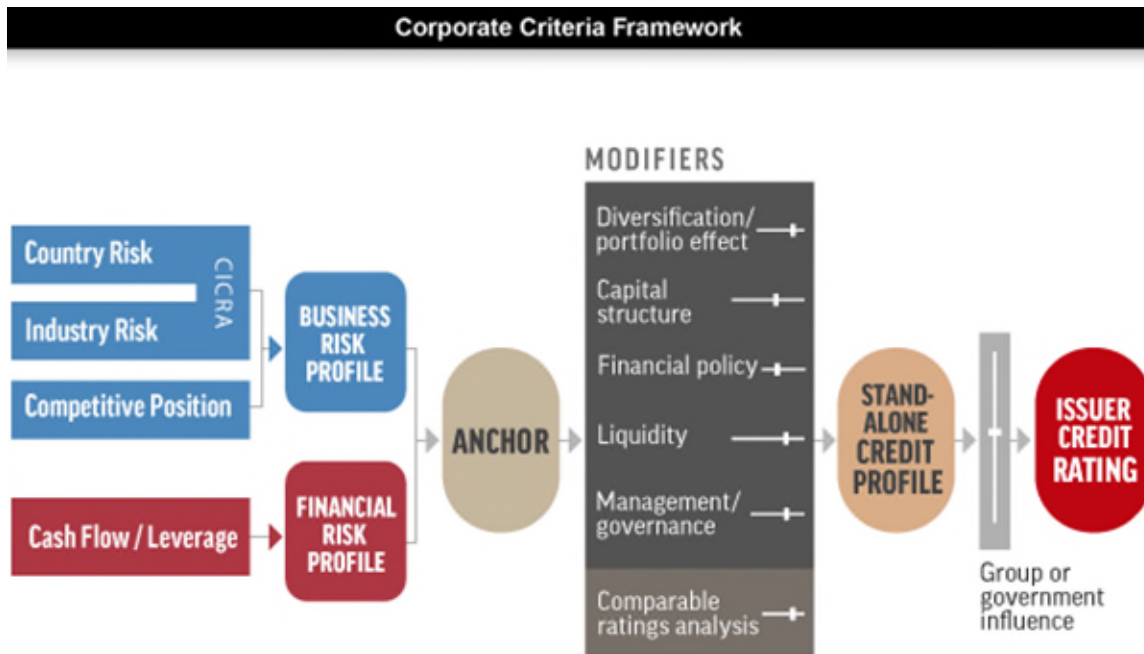 Corporate Criteria Framework
MODIFIERS
Country Risk
CICRA
Industry Risk
Competitive Position
Cash Flow / Leverage
BUSINESS
RISK
PROFILE
FINANCIAL
RISK
PROFILE
ANCHOR
Diversification/
portfolio effect
Capital
structure
Financial policy
Liquidity
Management/
governance
Comparable
ratings analysis
STAND-
ALONE
CREDIT
PROFILE
Group or
government
influence
ISSUER
CREDIT
RATING